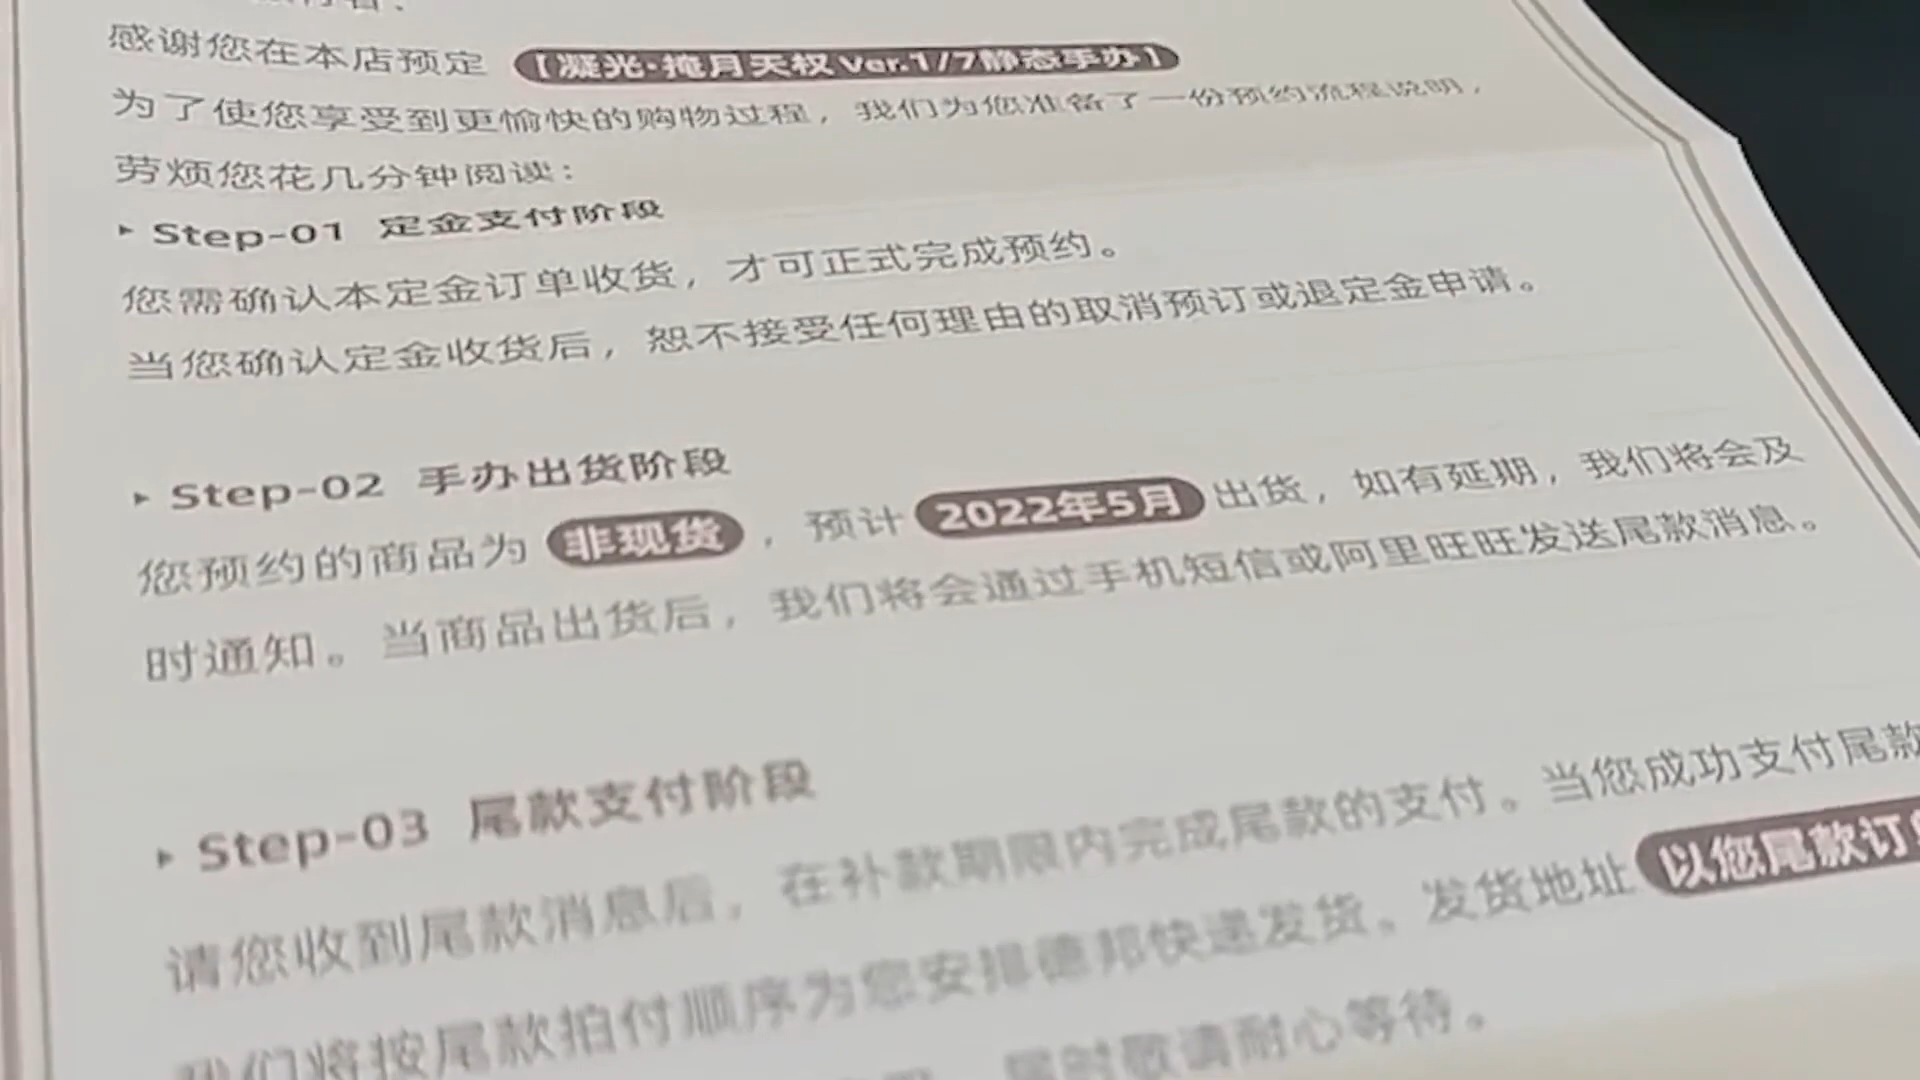 感谢您在本店预定 【凝光·掩月天权 Ver.1/7静态手办】
为了使您享受到更愉快的购物过程，我们为您准备了一份预约流程说明，
劳烦您花几分钟阅读：
▸ Step-01 定金支付阶段
您需确认本定金订单收货，才可正式完成预约。
当您确认定金收货后，恕不接受任何理由的取消预订或退定金申请。
▸ Step-02 手办出货阶段
您预约的商品为 非现货 ，预计 2022年5月 出货，如有延期，我们将会及
时通知。当商品出货后，我们将会通过手机短信或阿里旺旺发送尾款消息。
▸ Step-03 尾款支付阶段
请您收到尾款消息后，在补款期限内完成尾款的支付。当您成功支付尾款
我们将按尾款拍付顺序为您安排德邦快递发货。发货地址 以您尾款订单
届时敬请耐心等待。